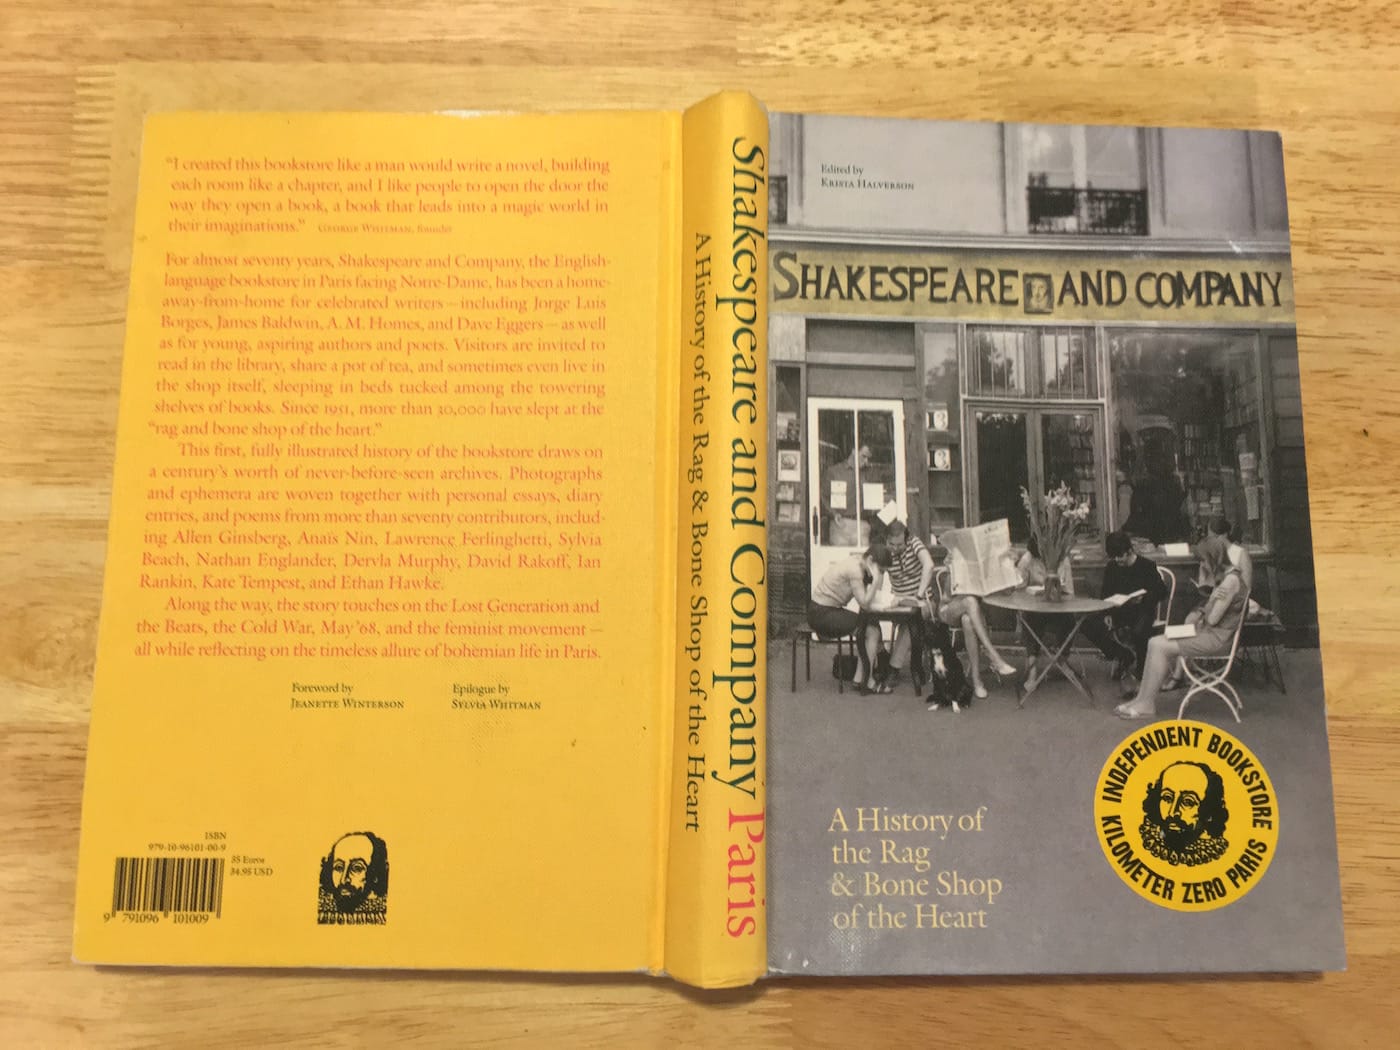 “I created this bookstore like a man would write a novel, building
each room like a chapter, and I like people to open the door the
way they open a book, a book that leads into a magic world in
their imaginations.” George Whitman, founder
For almost seventy years, Shakespeare and Company, the English-
language bookstore in Paris facing Notre-Dame, has been a home-
away-from-home for celebrated writers—including Jorge Luis
Borges, James Baldwin, A. M. Homes, and Dave Eggers—as well
as for young, aspiring authors and poets. Visitors are invited to
read in the library, share a pot of tea, and sometimes even live in
the shop itself, sleeping in beds tucked among the towering
shelves of books. Since 1951, more than 30,000 have slept at the
“rag and bone shop of the heart.”
This first, fully illustrated history of the bookstore draws on
a century’s worth of never-before-seen archives. Photographs
and ephemera are woven together with personal essays, diary
entries, and poems from more than seventy contributors, includ-
ing Allen Ginsberg, Anaïs Nin, Lawrence Ferlinghetti, Sylvia
Beach, Nathan Englander, Dervla Murphy, David Rakoff, Ian
Rankin, Kate Tempest, and Ethan Hawke.
Along the way, the story touches on the Lost Generation and
the Beats, the Cold War, May ’68, and the feminist movement—
all while reflecting on the timeless allure of bohemian life in Paris.
Foreword by
Jeanette Winterson
Epilogue by
Sylvia Whitman
ISBN
979-10-96101-00-9
35 Euros
34.95 USD
9 791096 101009
Shakespeare and Company Paris
A History of the Rag & Bone Shop of the Heart
Edited by
Krista Halverson
SHAKESPEARE AND COMPANY
13
13
A History of
the Rag
& Bone Shop
of the Heart
INDEPENDENT BOOKSTORE
KILOMETER ZERO PARIS